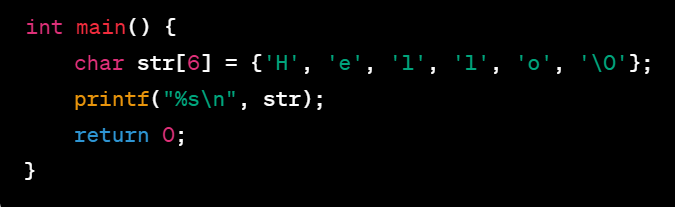 int main() {
    char str[6] = {'H', 'e', 'l', 'l', 'o', '\0'};
    printf("%s\n", str);
    return 0;
}